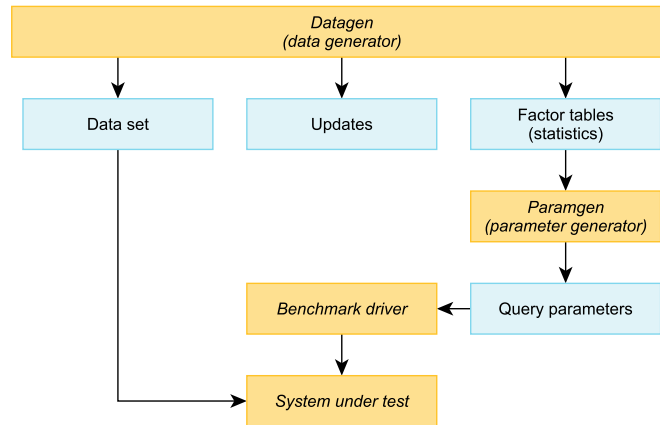 Datagen
(data generator)
Data set
Updates
Factor tables
(statistics)
Paramgen
(parameter generator)
Benchmark driver
Query parameters
System under test